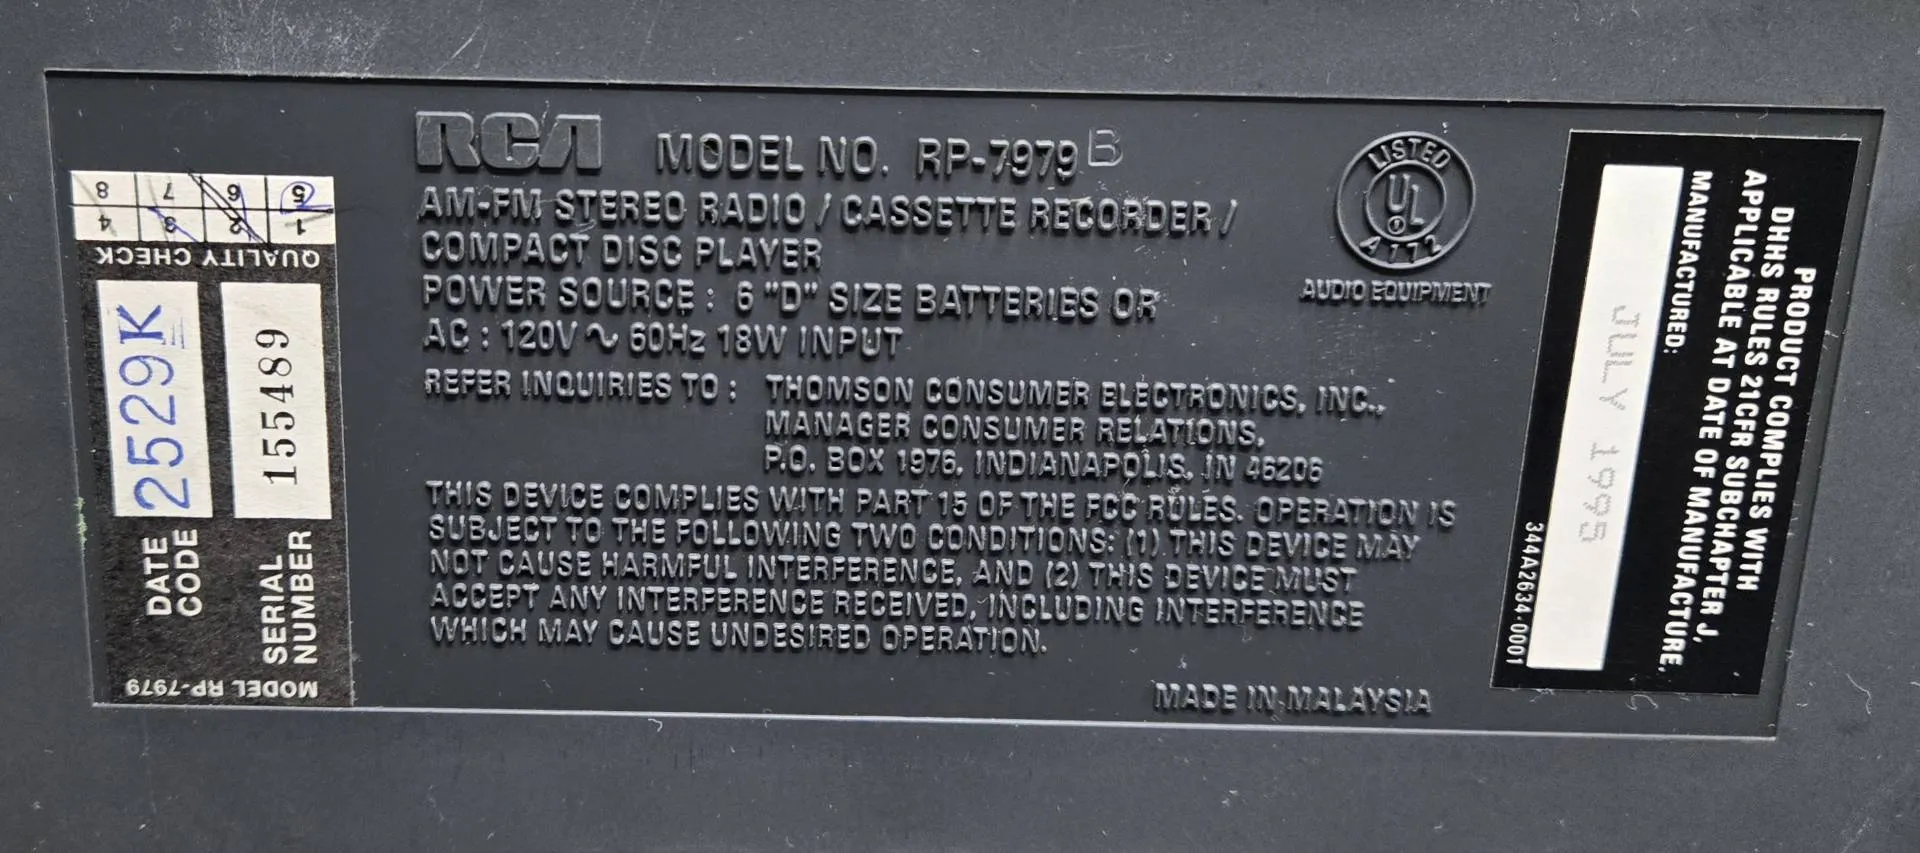 RCA MODEL NO. RP-7979 B
AM-FM STEREO RADIO / CASSETTE RECORDER /
COMPACT DISC PLAYER
POWER SOURCE : 6 "D" SIZE BATTERIES OR
AC : 120V ~ 60Hz 18W INPUT
REFER INQUIRIES TO : THOMSON CONSUMER ELECTRONICS, INC.,
MANAGER CONSUMER RELATIONS,
P.O. BOX 1976, INDIANAPOLIS, IN 46206
THIS DEVICE COMPLIES WITH PART 15 OF THE FCC RULES. OPERATION IS
SUBJECT TO THE FOLLOWING TWO CONDITIONS: (1) THIS DEVICE MAY
NOT CAUSE HARMFUL INTERFERENCE, AND (2) THIS DEVICE MUST
ACCEPT ANY INTERFERENCE RECEIVED, INCLUDING INTERFERENCE
WHICH MAY CAUSE UNDESIRED OPERATION.
MADE IN MALAYSIA
LISTED
UL
®
A172
AUDIO EQUIPMENT
MODEL RP-7979
DATE
CODE
2529K
SERIAL
NUMBER
155489
QUALITY CHECK
1 2 3 4
5 6 7 8
PRODUCT COMPLIES WITH
DHHS RULES 21CFR SUBCHAPTER J,
APPLICABLE AT DATE OF MANUFACTURE.
MANUFACTURED:
JULY 1995
344A2634-0001